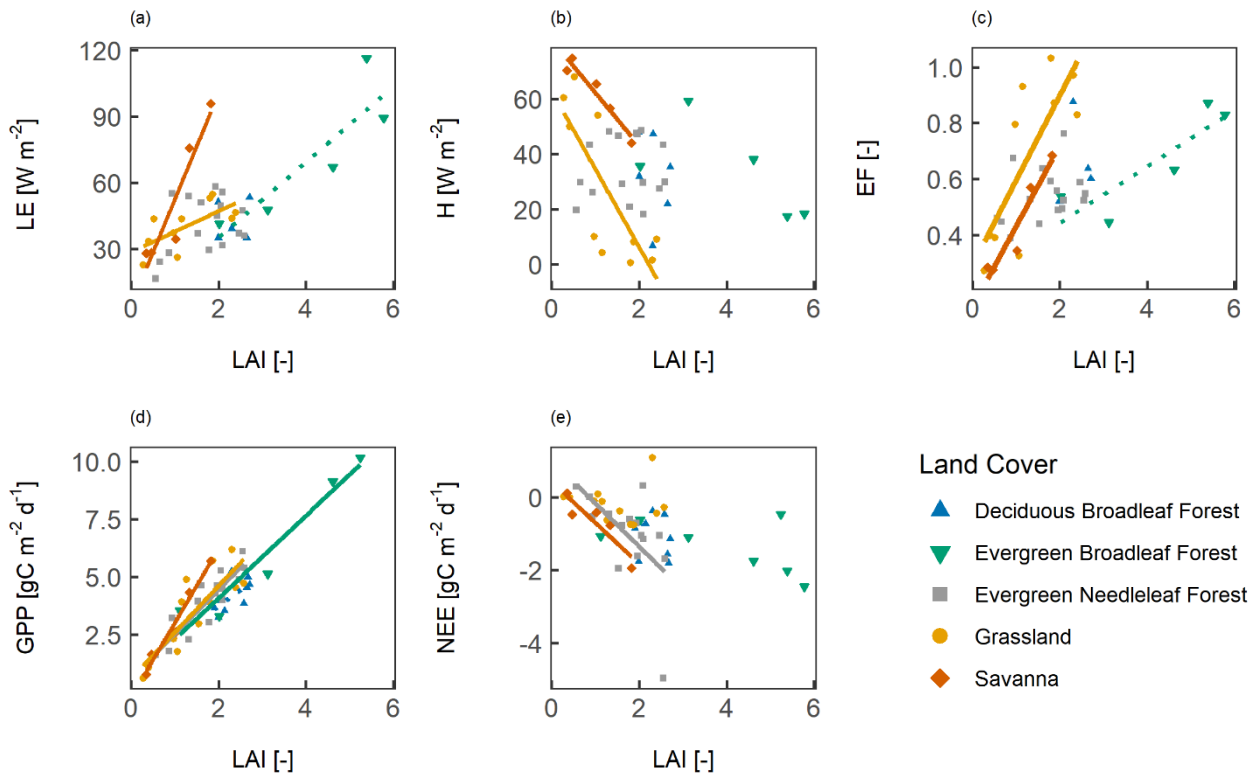 (a)
LE [W m⁻²]
120
90
60
30
0 2 4 6
LAI [-]
(b)
H [W m⁻²]
60
40
20
0
0 2 4 6
LAI [-]
(c)
EF [-]
1.0
0.8
0.6
0.4
0 2 4 6
LAI [-]
(d)
GPP [gC m⁻² d⁻¹]
10.0
7.5
5.0
2.5
0 2 4 6
LAI [-]
(e)
NEE [gC m⁻² d⁻¹]
0
-2
-4
0 2 4 6
LAI [-]
Land Cover
Deciduous Broadleaf Forest
Evergreen Broadleaf Forest
Evergreen Needleleaf Forest
Grassland
Savanna